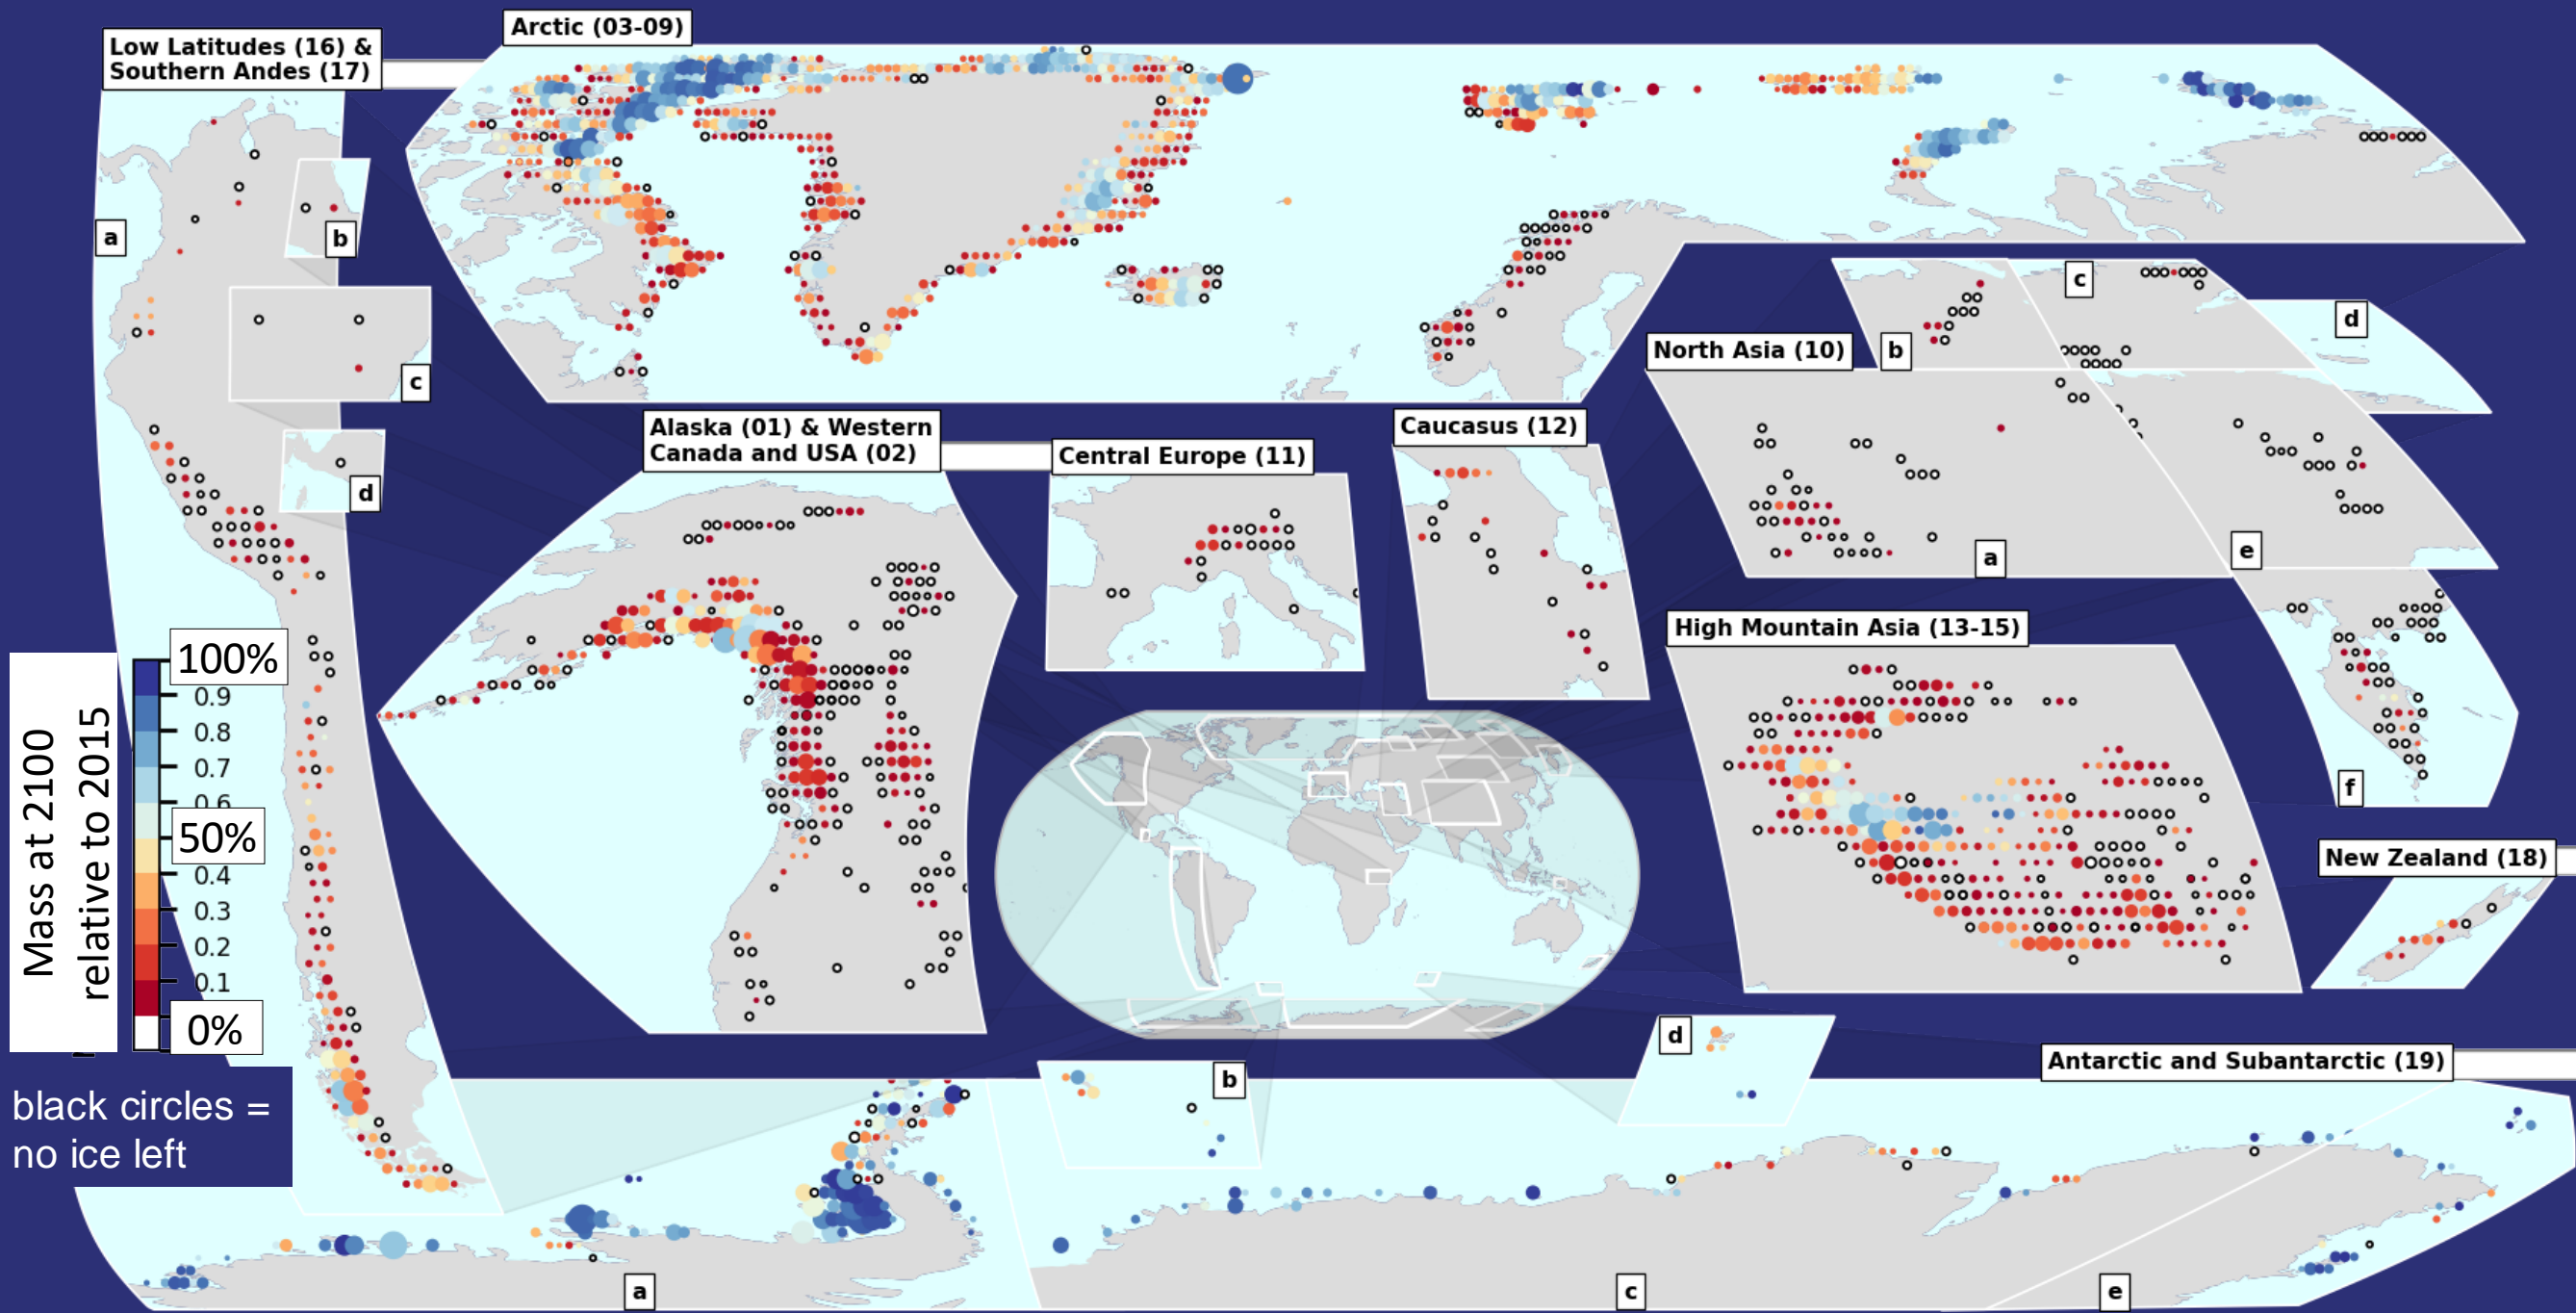 Low Latitudes (16) &
Southern Andes (17)
Arctic (03-09)
a
b
c
d
Alaska (01) & Western
Canada and USA (02)
Central Europe (11)
Caucasus (12)
North Asia (10)
b
c
d
a
e
f
High Mountain Asia (13-15)
New Zealand (18)
Antarctic and Subantarctic (19)
a
b
c
d
e
Mass at 2100
relative to 2015
100%
0.9
0.8
0.7
0.6
50%
0.4
0.3
0.2
0.1
0%
black circles =
no ice left